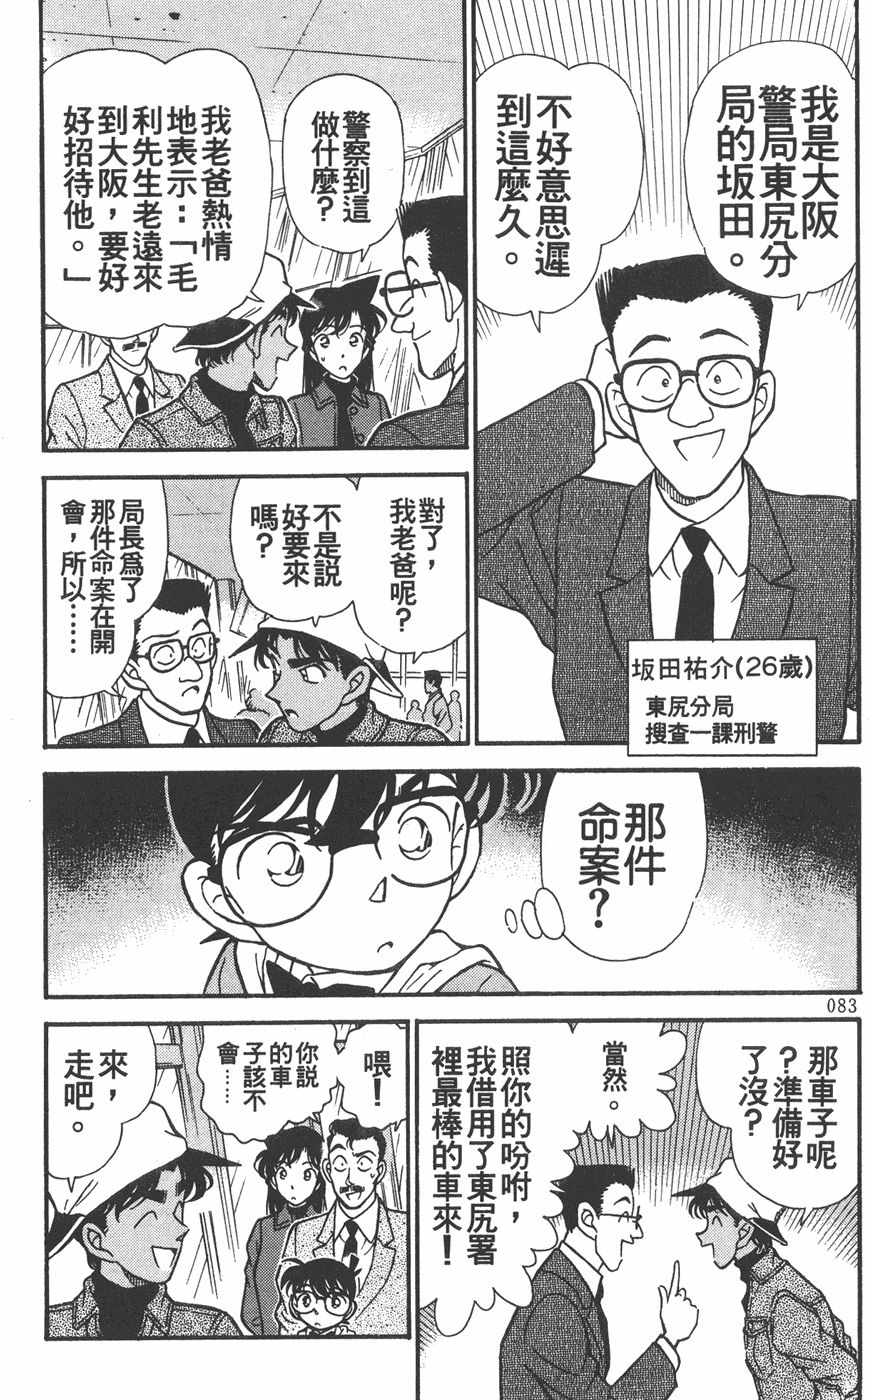 我是大阪
警局東尻分
局的坂田。
不好意思遲
到這麼久。
坂田祐介(26歲)
東尻分局
搜查一課刑警
警察到這
做什麼?
我老爸熱情
地表示:「毛
利先生老遠來
到大阪,要好
好招待他。」
對了,
我老爸呢?
不是說
好要來
嗎?
局長爲了
那件命案在開
會,所以……
那件
命案?
083
那車子呢
?準備好
了沒?
當然。
照你的吩咐,
我借用了東尻署
裡最棒的車來!
喂!
你說
的車
子該不
會……
來,
走吧。